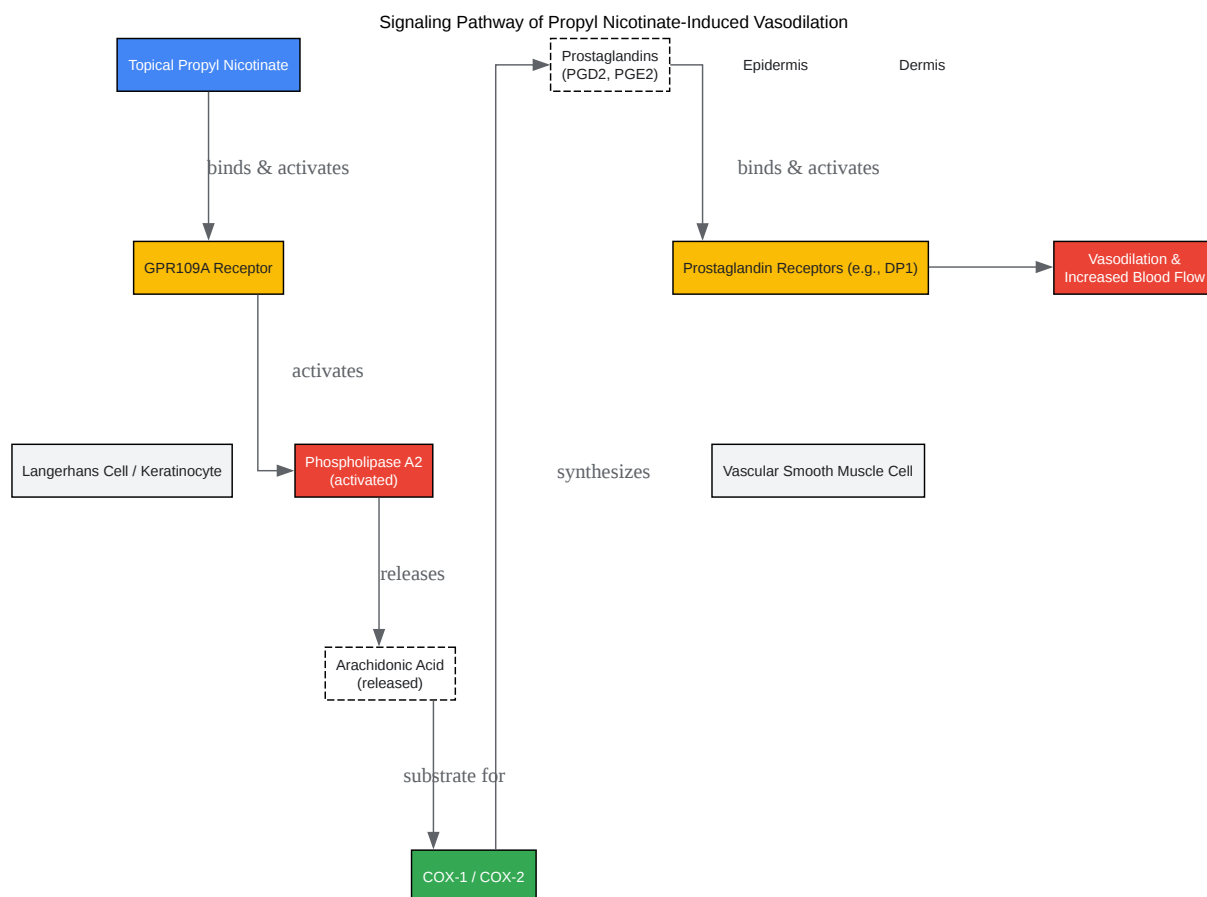 Signaling Pathway of Propyl Nicotinate-Induced Vasodilation
Topical Propyl Nicotinate
Prostaglandins
(PGD2, PGE2)
Epidermis
Dermis
binds & activates
binds & activates
GPR109A Receptor
Prostaglandin Receptors (e.g., DP1)
Vasodilation &
Increased Blood Flow
activates
Langerhans Cell / Keratinocyte
Phospholipase A2
(activated)
synthesizes
Vascular Smooth Muscle Cell
releases
Arachidonic Acid
(released)
substrate for
COX-1 / COX-2